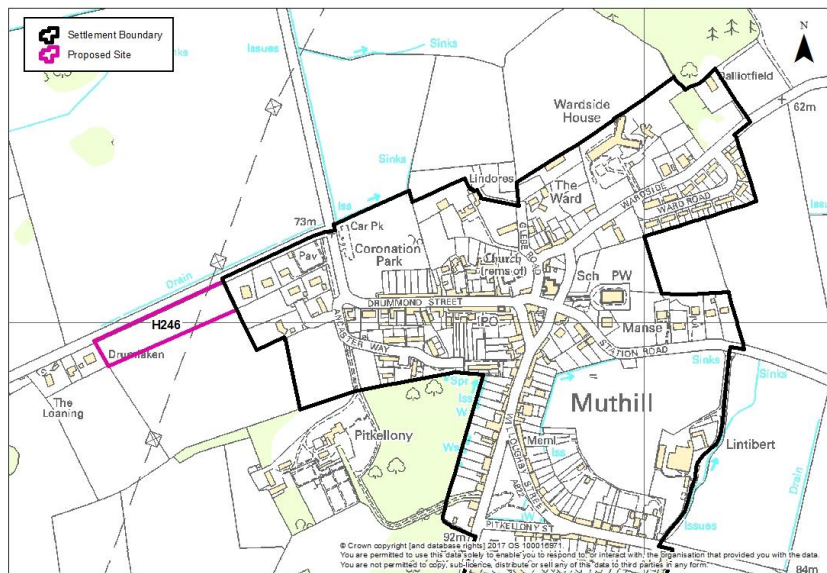 Settlement Boundary
Proposed Site
N
Issues
Sinks
Sinks
Dalliotfield
Wardside
House
62m
Lindores
The
Ward
WARDSIDE
WARD ROAD
Issues
Iss
73m
Car Pk
Pav
Coronation
Park
Church
(rems of)
GLEBE ROAD
Sch
PW
Drain
H246
DRUMMOND STREET
ANCASTER WAY
PO
Manse
STATION ROAD
Sinks
Sinks
Drumlaken
The
Loaning
Spr
Iss
W
Pitkellony
Muthill
Meml
Iss
WILLOUGHBY STREET
A822
Lintibert
Drain
W
PITKELLONY ST
Issues
92m
84m
© Crown copyright [and database rights] 2017 OS 100016971
You are permitted to use this data solely to enable you to respond to, or interact with, the organisation that provided you with the data.
You are not permitted to copy, sub-licence, distribute or sell any of this data to third parties in any form.